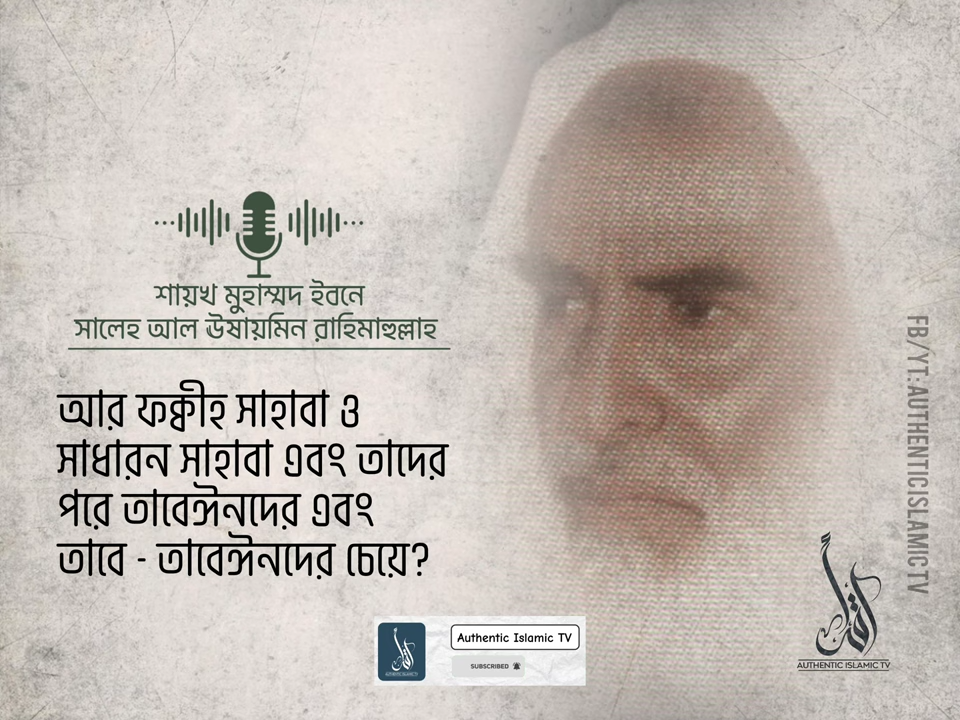 শায়খ মুহাম্মদ ইবনে
সালেহ আল উষায়মিন রাহিমাহুল্লাহ
আর ফক্বীহ সাহাবা ও
সাধারন সাহাবা এবং তাদের
পরে তাবেঈনদের এবং
তাবে - তাবেঈনদের চেয়ে?
FB/YT:AUTHENTICISLAMICTV
AUTHENTIC ISLAMIC TV
Authentic Islamic TV
SUBSCRIBED